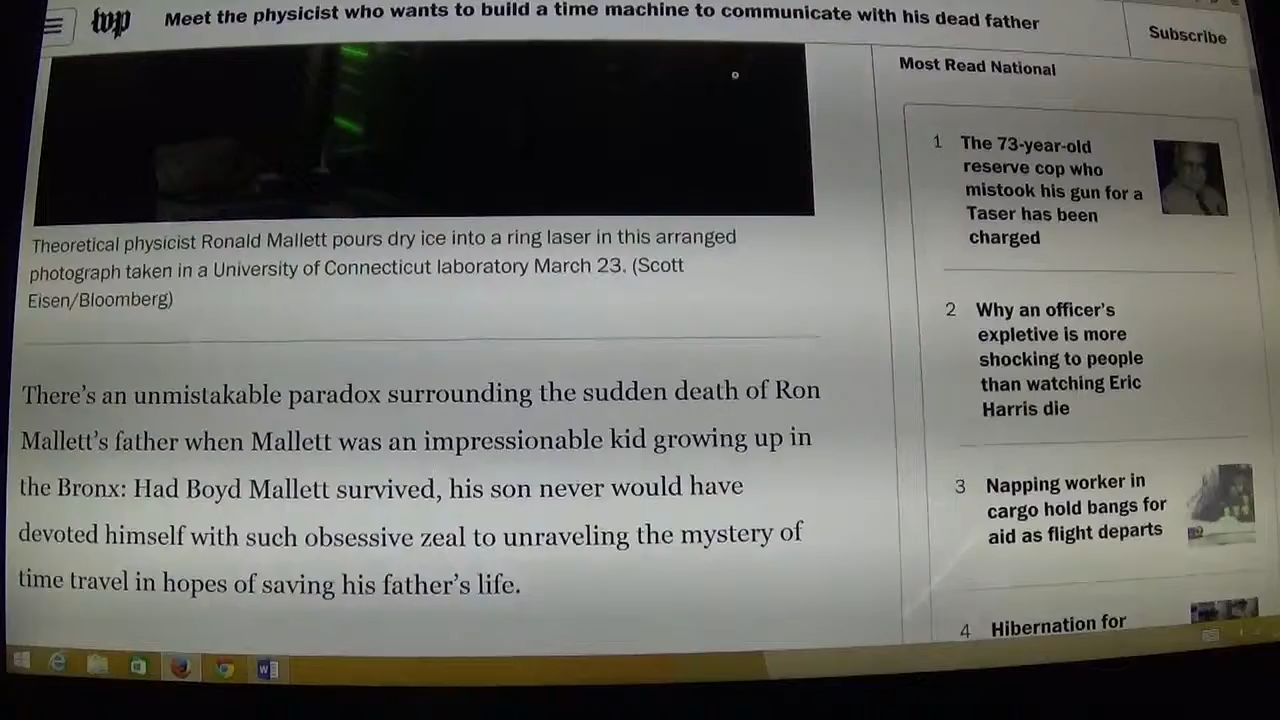 wp Meet the physicist who wants to build a time machine to communicate with his dead father
Subscribe
Theoretical physicist Ronald Mallett pours dry ice into a ring laser in this arranged
photograph taken in a University of Connecticut laboratory March 23. (Scott
Eisen/Bloomberg)
There's an unmistakable paradox surrounding the sudden death of Ron
Mallett's father when Mallett was an impressionable kid growing up in
the Bronx: Had Boyd Mallett survived, his son never would have
devoted himself with such obsessive zeal to unraveling the mystery of
time travel in hopes of saving his father's life.
Most Read National
1 The 73-year-old
reserve cop who
mistook his gun for a
Taser has been
charged
2 Why an officer's
expletive is more
shocking to people
than watching Eric
Harris die
3 Napping worker in
cargo hold bangs for
aid as flight departs
4 Hibernation for